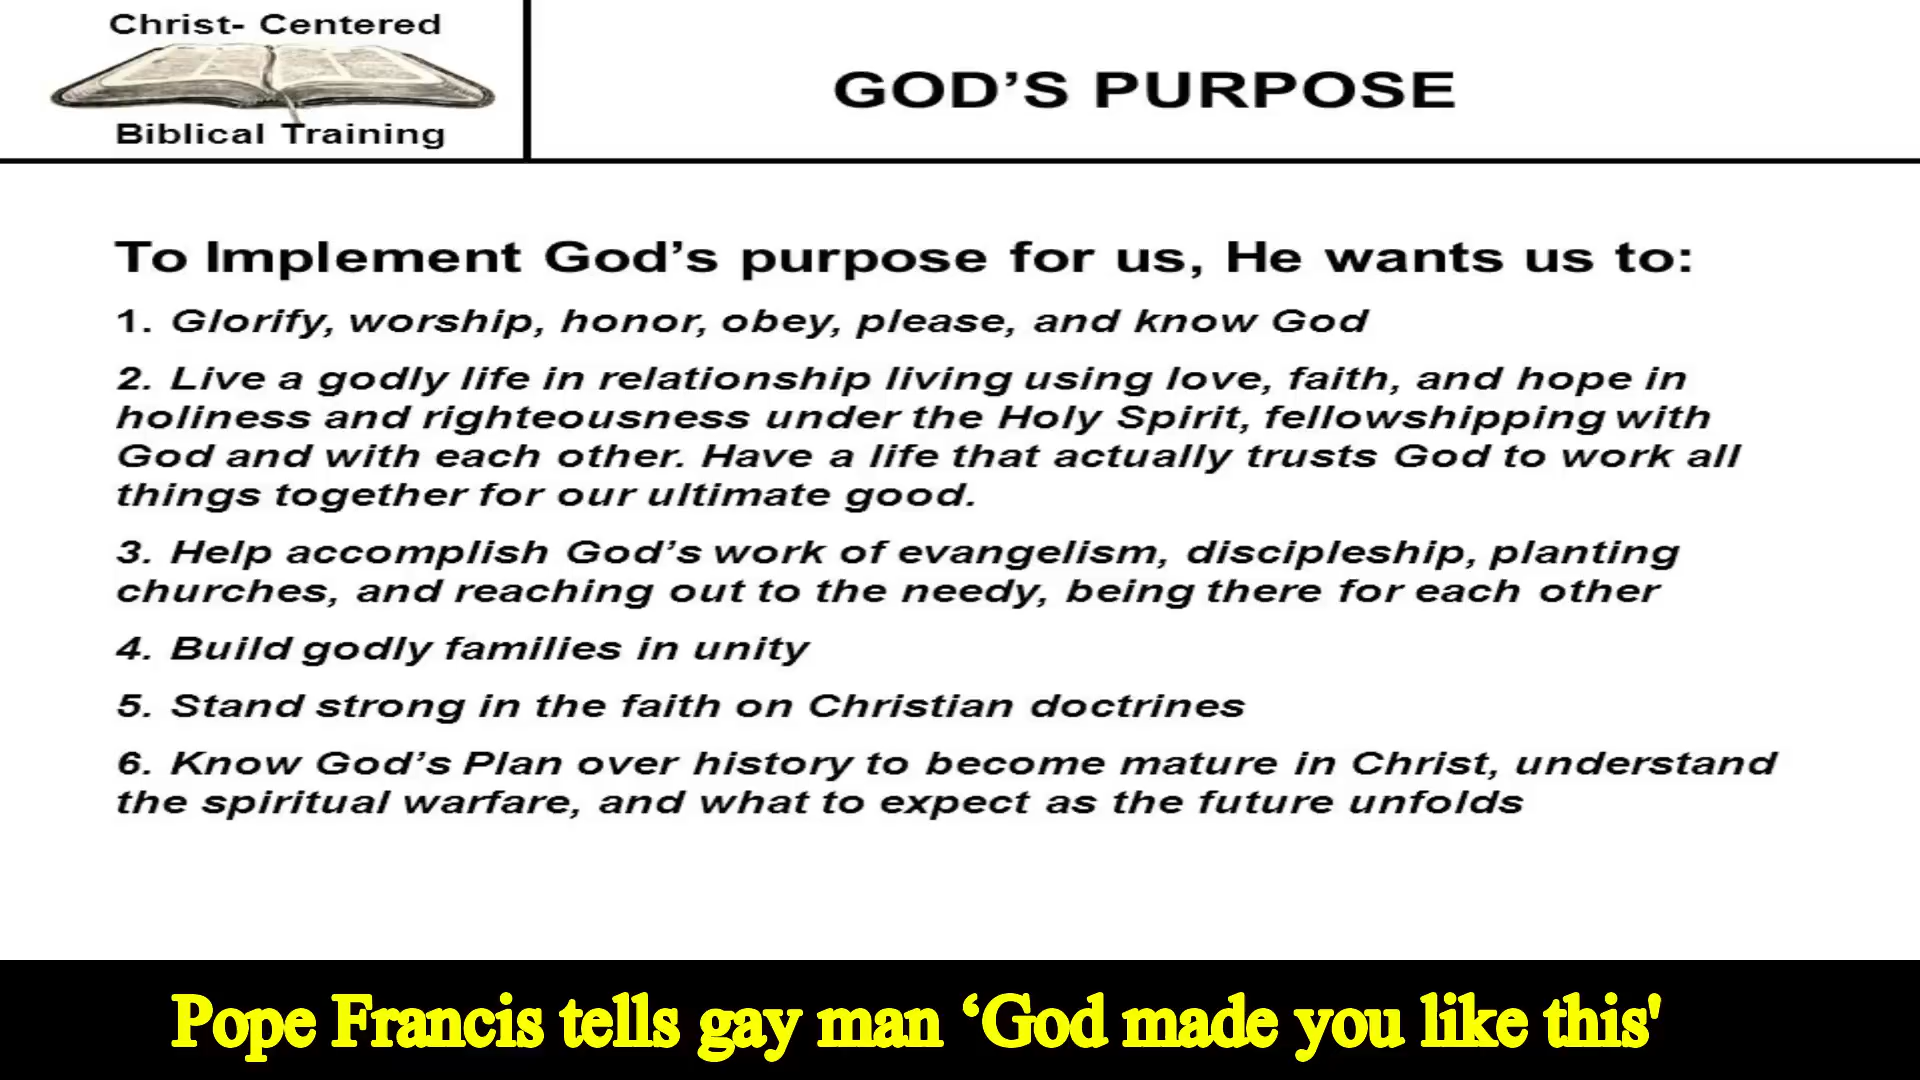 Christ- Centered
Biblical Training
GOD’S PURPOSE
To Implement God’s purpose for us, He wants us to:
1. Glorify, worship, honor, obey, please, and know God
2. Live a godly life in relationship living using love, faith, and hope in
holiness and righteousness under the Holy Spirit, fellowshipping with
God and with each other. Have a life that actually trusts God to work all
things together for our ultimate good.
3. Help accomplish God’s work of evangelism, discipleship, planting
churches, and reaching out to the needy, being there for each other
4. Build godly families in unity
5. Stand strong in the faith on Christian doctrines
6. Know God’s Plan over history to become mature in Christ, understand
the spiritual warfare, and what to expect as the future unfolds
Pope Francis tells gay man ‘God made you like this'